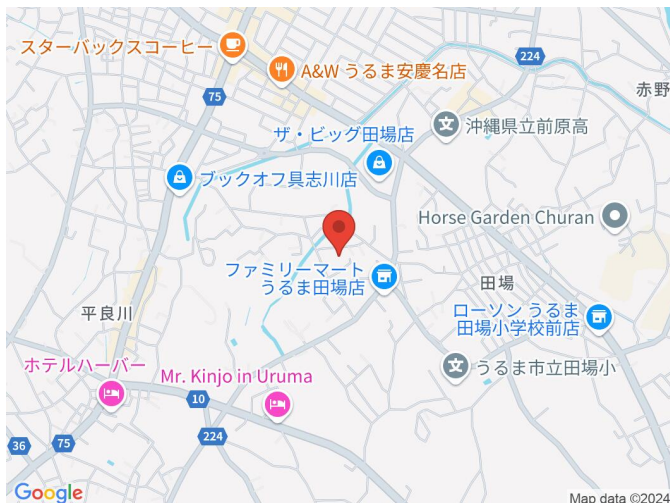 スターバックスコーヒー
A&W うるま安慶名店
224
赤野
75
沖縄県立前原高
ザ・ビッグ田場店
ブックオフ具志川店
Horse Garden Churan
ファミリーマート
うるま田場店
田場
平良川
ローソン うるま
田場小学校前店
ホテルハーバー
Mr. Kinjo in Uruma
うるま市立田場小
10
36
75
224
Google
Map data ©2024